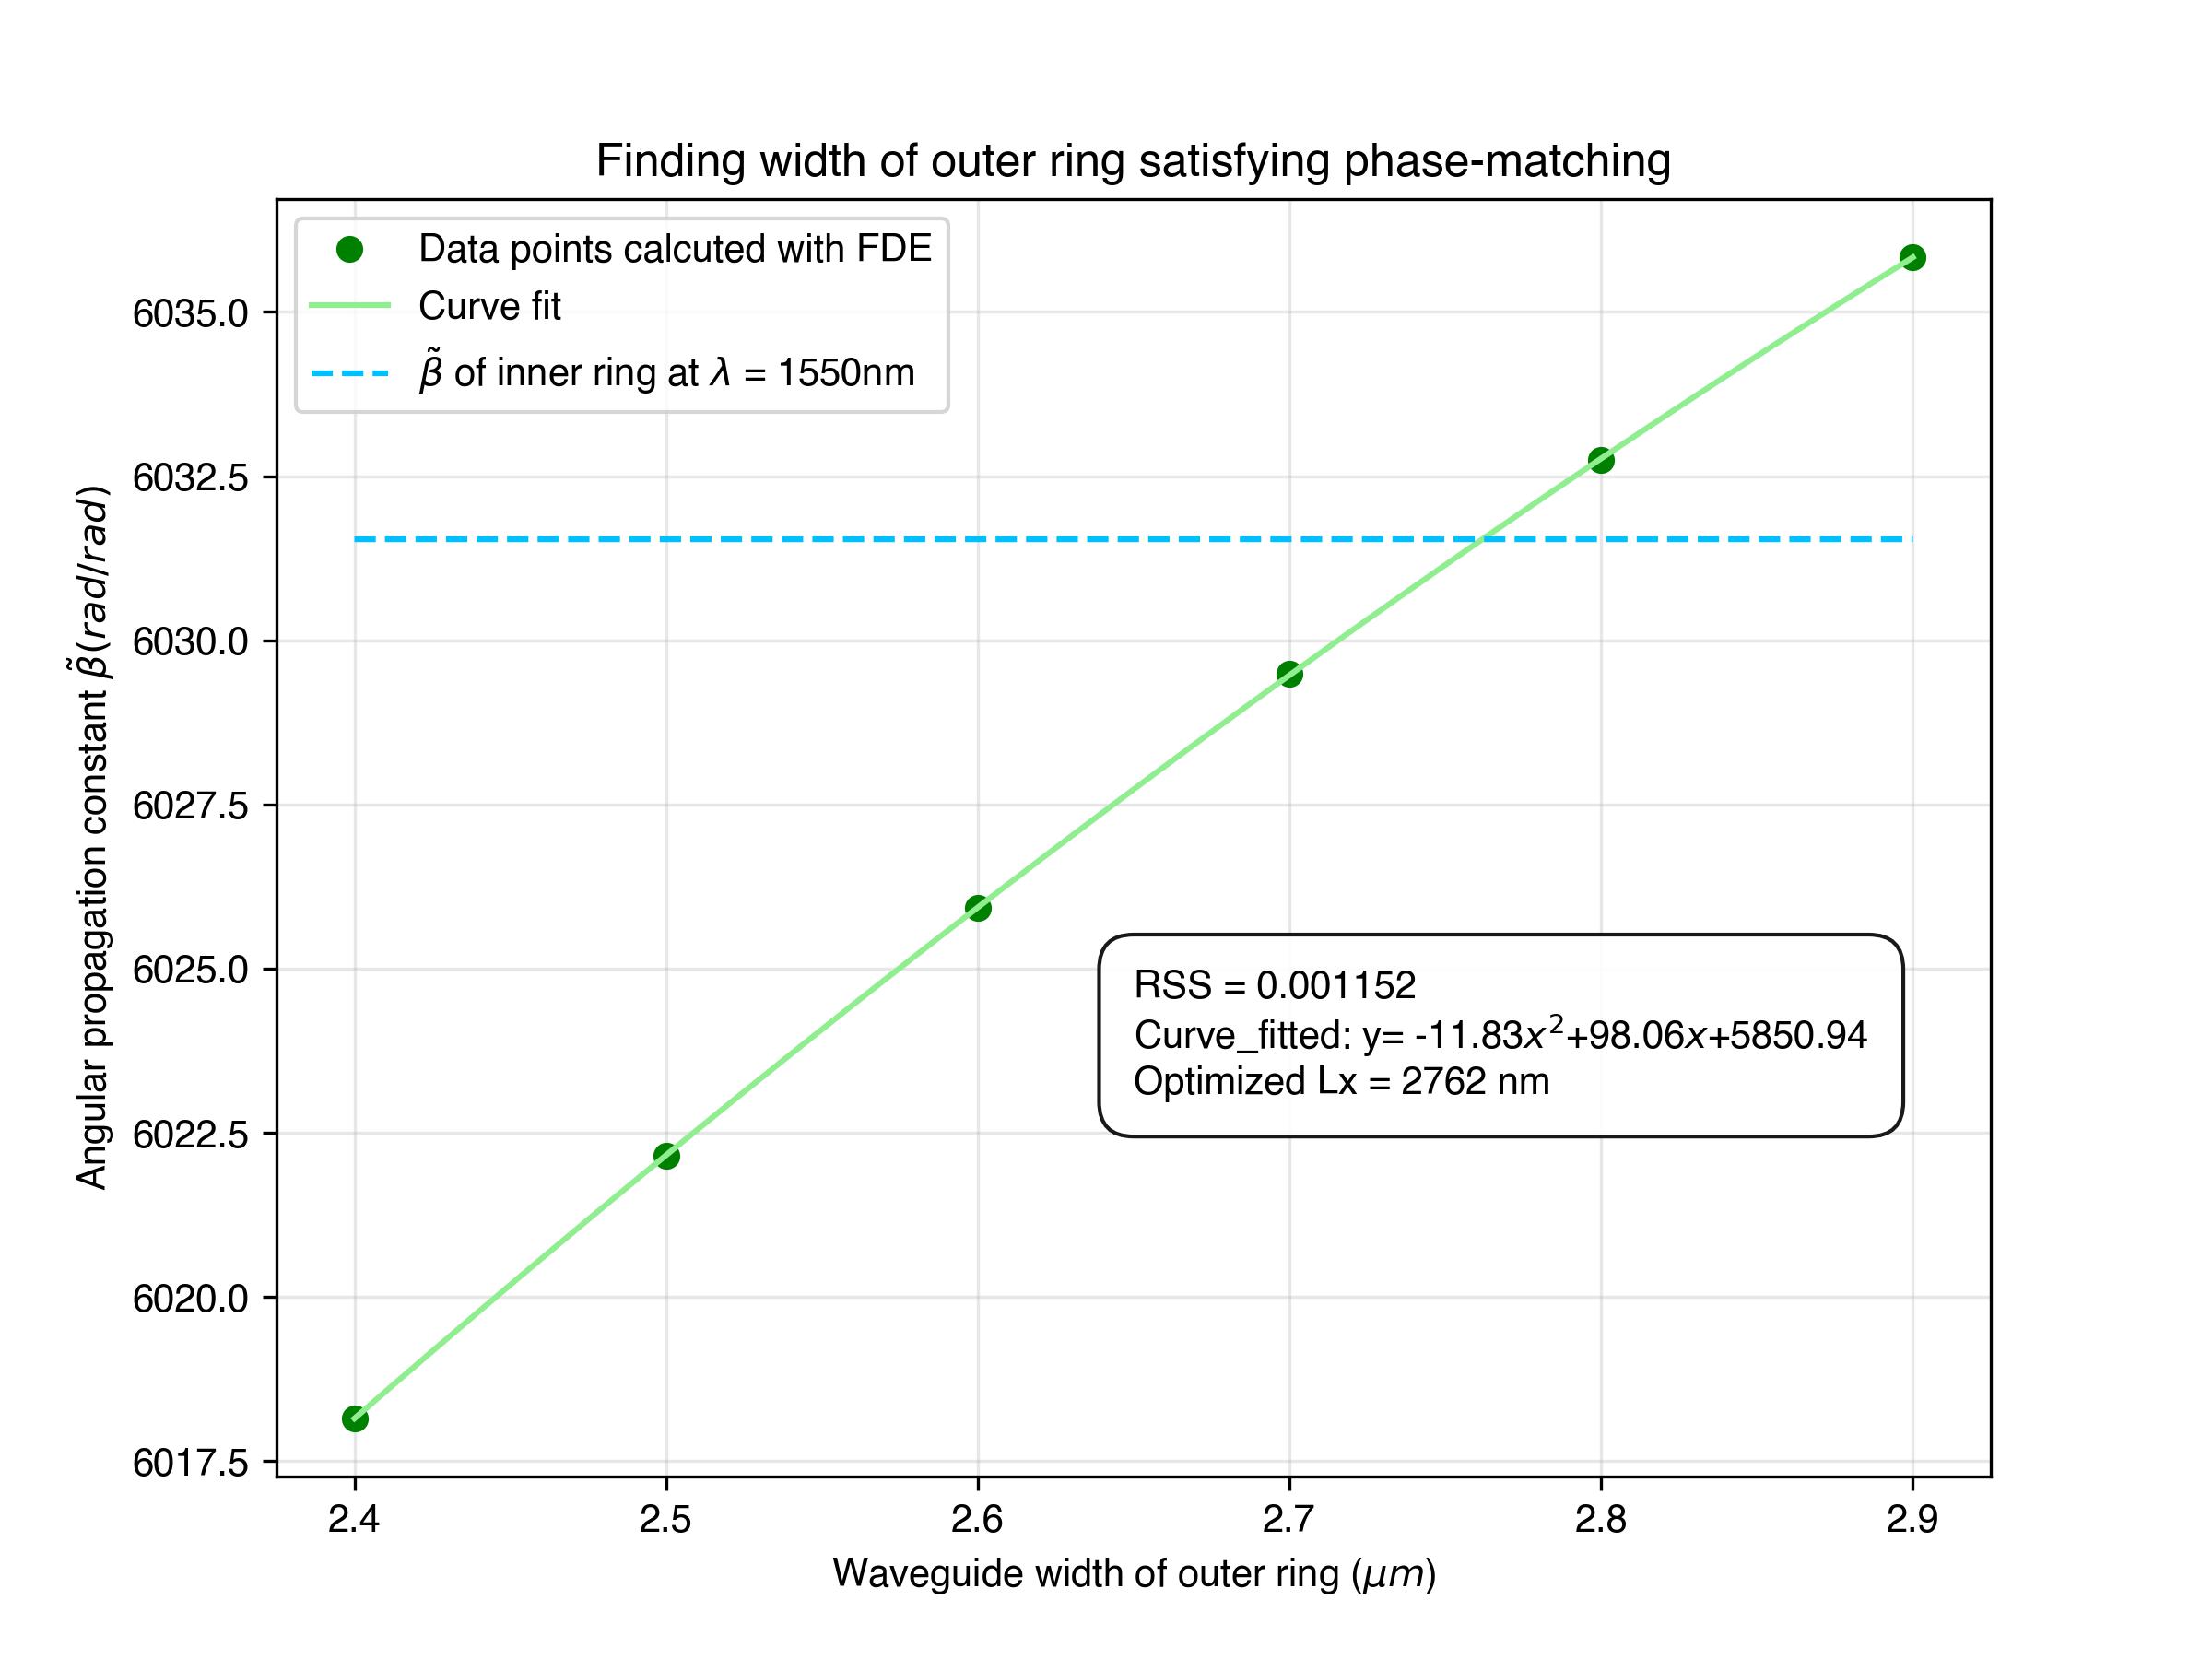 Finding width of outer ring satisfying phase-matching
Data points calcuted with FDE
Curve fit
β̃ of inner ring at λ = 1550nm
Angular propagation constant β̃(rad/rad)
6035.0
6032.5
6030.0
6027.5
6025.0
6022.5
6020.0
6017.5
RSS = 0.001152
Curve_fitted: y= -11.83x²+98.06x+5850.94
Optimized Lx = 2762 nm
2.4 2.5 2.6 2.7 2.8 2.9
Waveguide width of outer ring (μm)